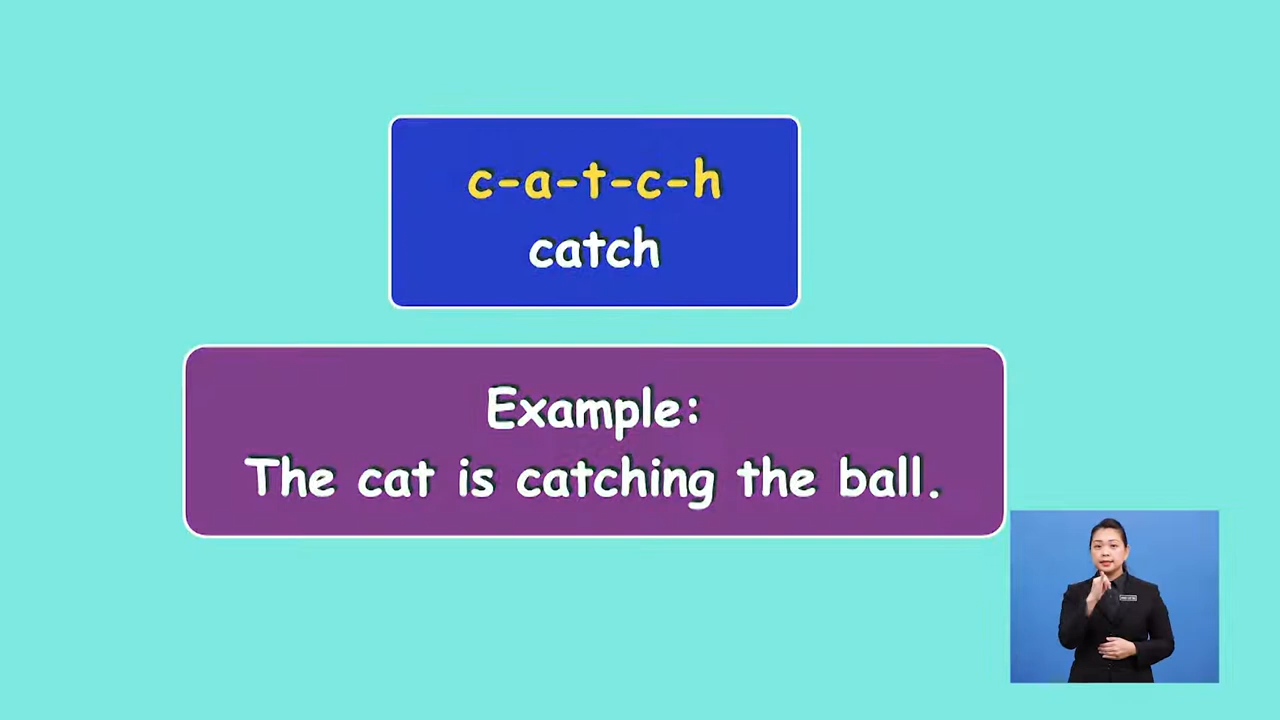 c-a-t-c-h
catch
Example:
The cat is catching the ball.